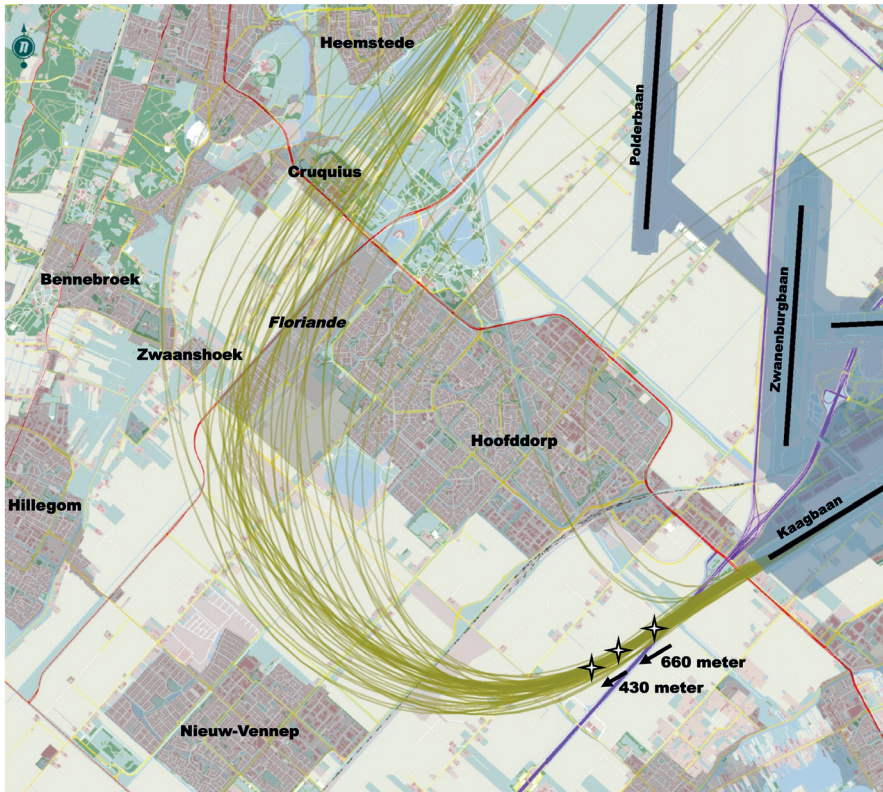 Heemstede
n
Polderbaan
Cruquius
Bennebroek
Floriande
Zwanenburgbaan
Zwaanshoek
Hoofddorp
Hillegom
Kaagbaan
660 meter
430 meter
Nieuw-Vennep